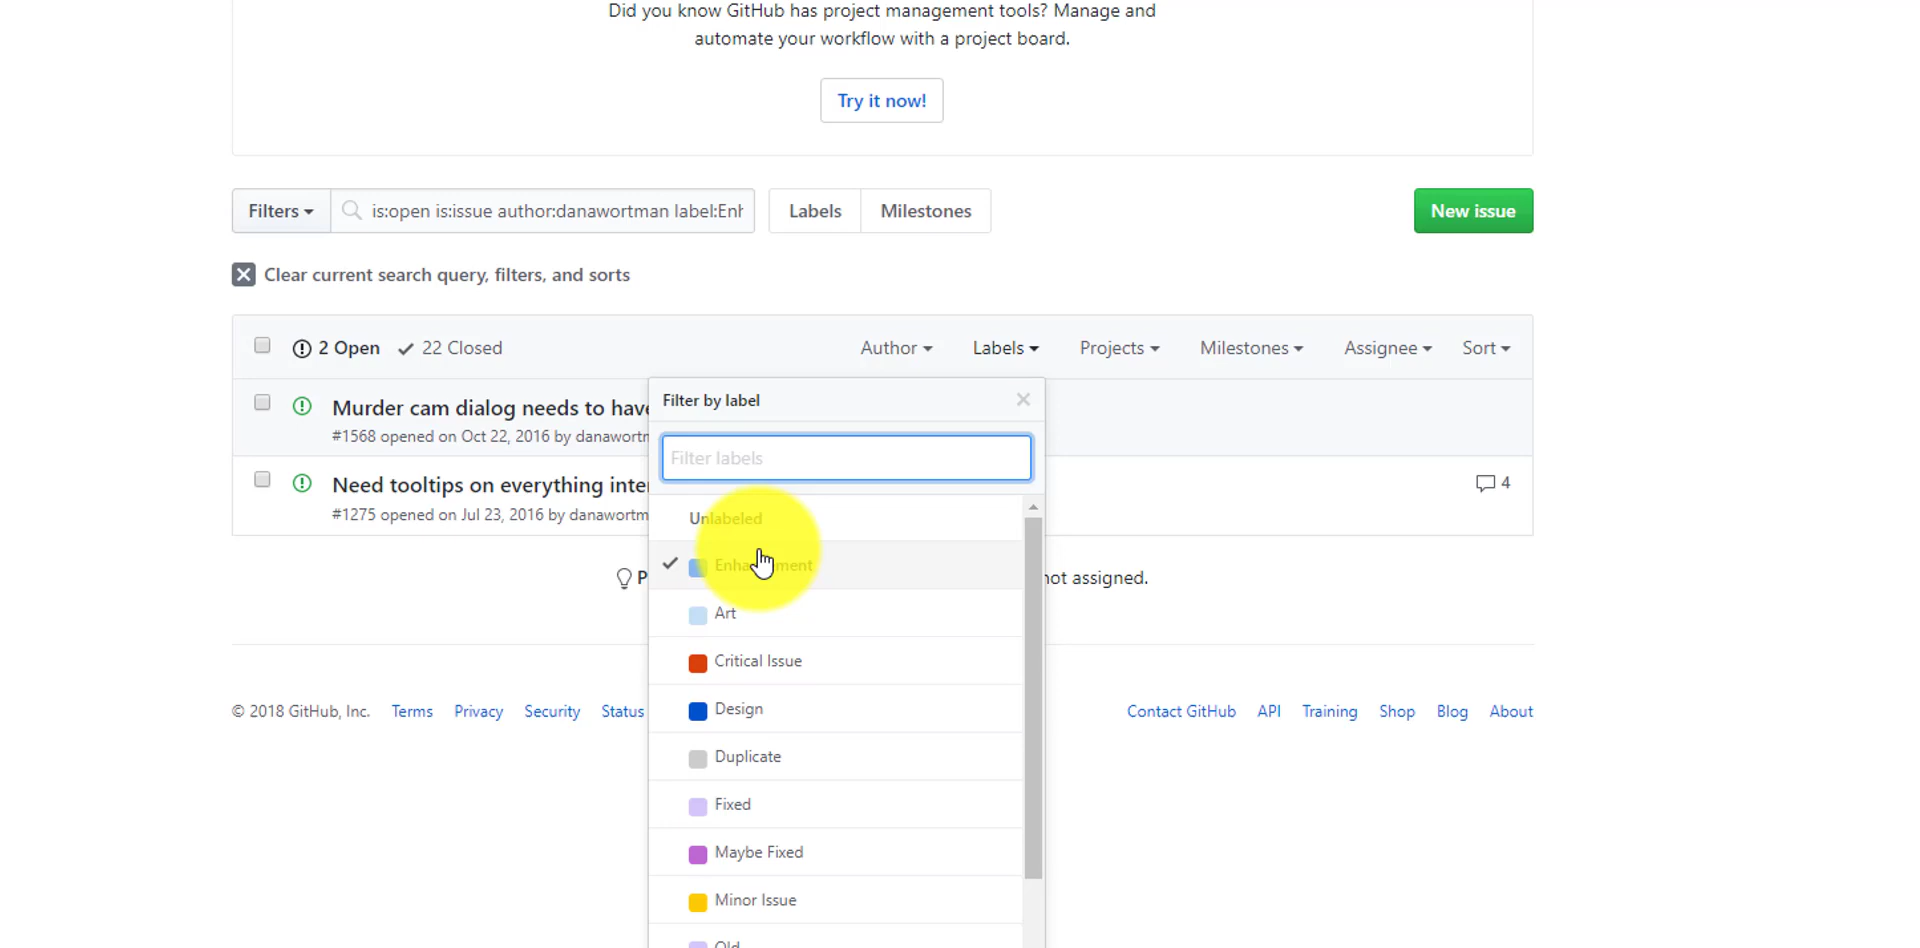 Did you know GitHub has project management tools? Manage and
automate your workflow with a project board.
Try it now!
Filters
is:open is:issue author:danawortman label:Enh
Labels
Milestones
New issue
Clear current search query, filters, and sorts
2 Open
22 Closed
Author
Labels
Projects
Milestones
Assignee
Sort
Murder cam dialog needs to have
#1568 opened on Oct 22, 2016 by danawortm
Need tooltips on everything inter
#1275 opened on Jul 23, 2016 by danawortm
4
Filter by label
Filter labels
Unlabeled
Enhancement
Art
Critical Issue
Design
Duplicate
Fixed
Maybe Fixed
Minor Issue
Old
P
not assigned.
© 2018 GitHub, Inc.
Terms
Privacy
Security
Status
Contact GitHub
API
Training
Shop
Blog
About